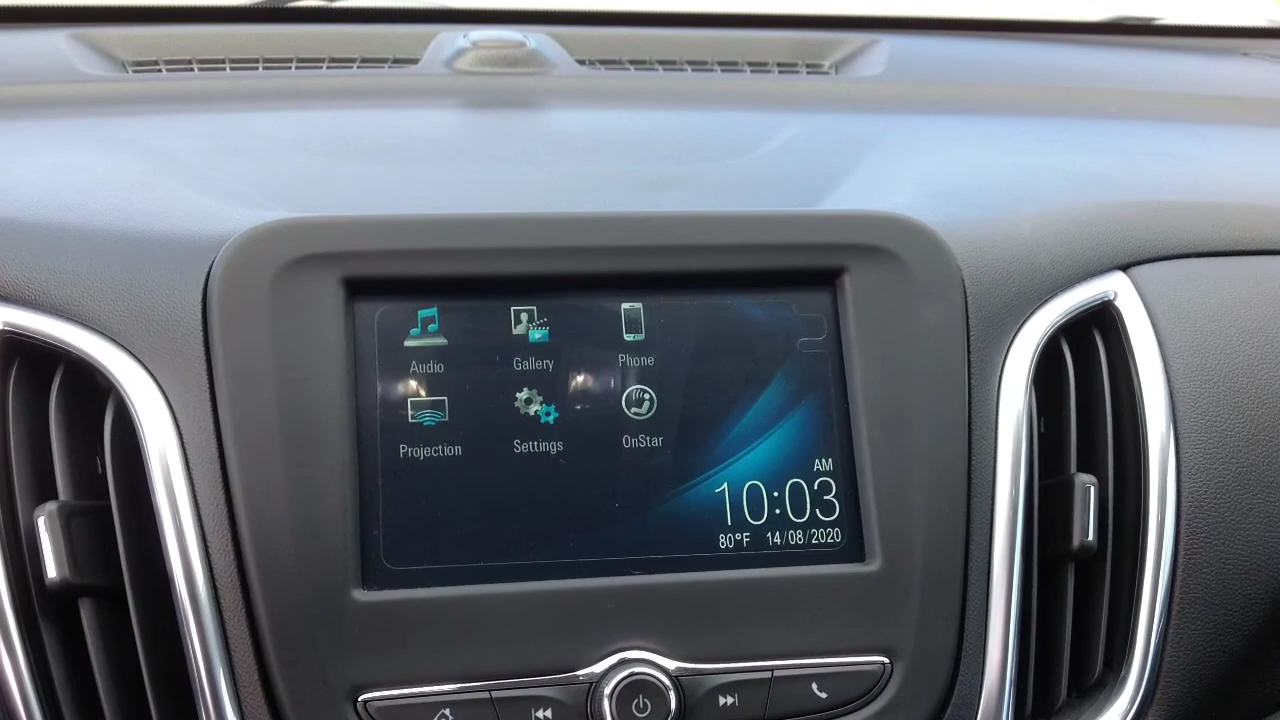 Audio Gallery Phone
Projection Settings OnStar
AM
10:03
80°F 14/08/2020